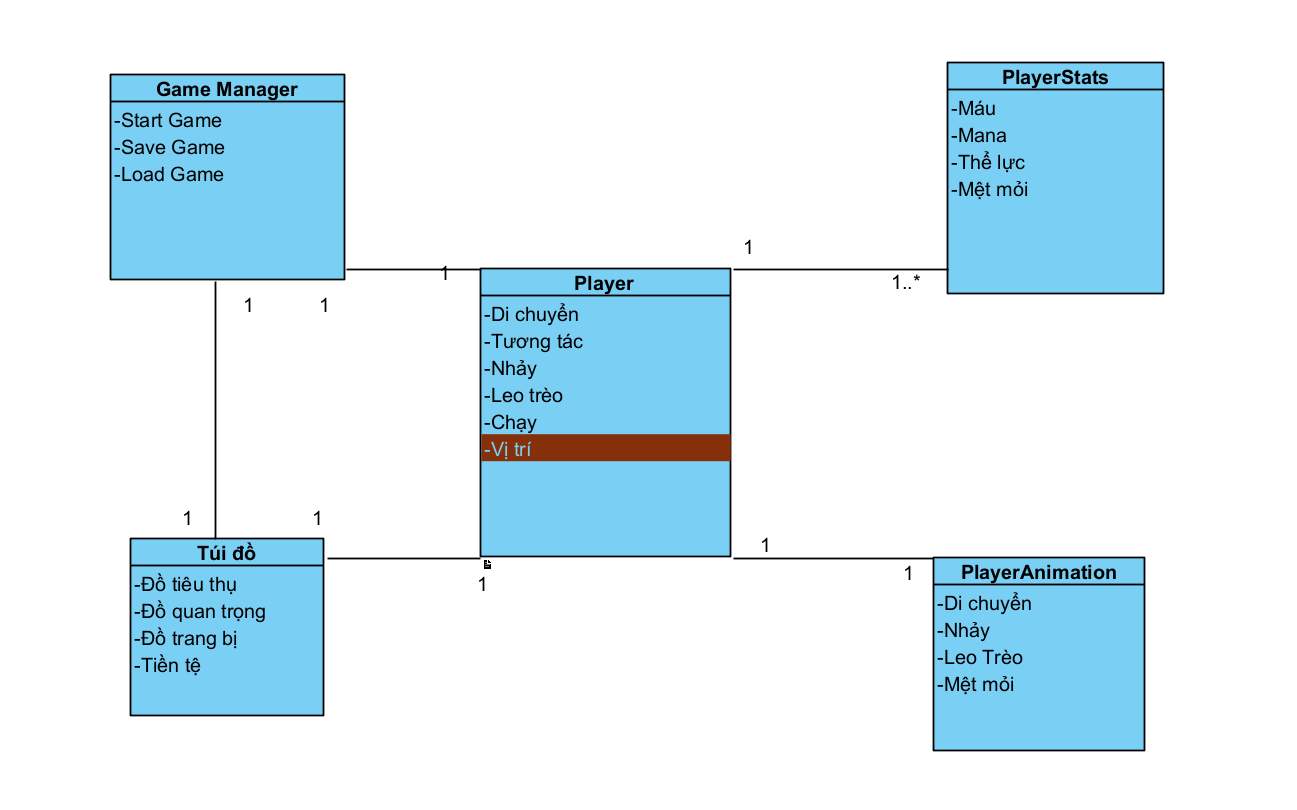 Game Manager
-Start Game
-Save Game
-Load Game
PlayerStats
-Máu
-Mana
-Thể lực
-Mệt mỏi
1
1
1
1
1..*
Player
-Di chuyển
-Tương tác
-Nhảy
-Leo trèo
-Chạy
-Vị trí
1
1
1
Túi đồ
-Đồ tiêu thụ
-Đồ quan trọng
-Đồ trang bị
-Tiền tệ
1
1
PlayerAnimation
-Di chuyển
-Nhảy
-Leo Trèo
-Mệt mỏi